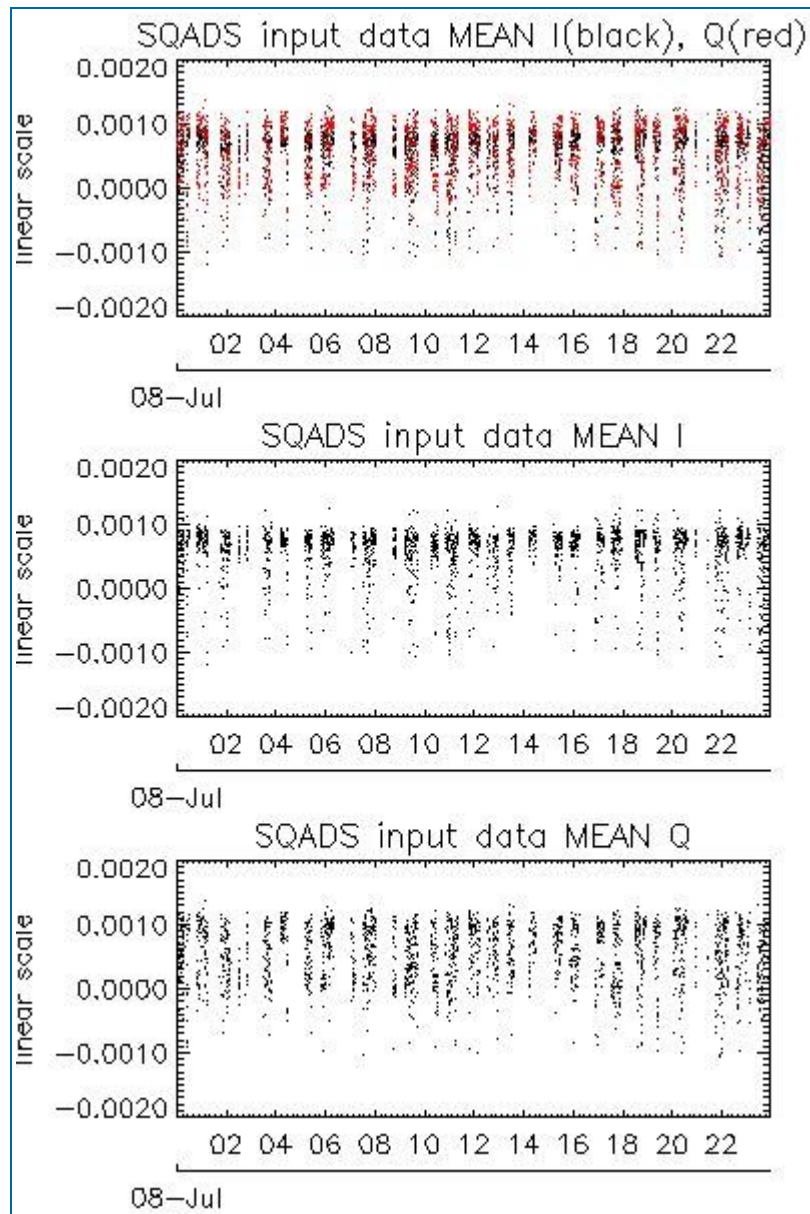 SQADS input data MEAN I(black), Q(red)
linear scale
0.0020
0.0010
0.0000
−0.0010
−0.0020
02 04 06 08 10 12 14 16 18 20 22
08−Jul
SQADS input data MEAN I
linear scale
0.0020
0.0010
0.0000
−0.0010
−0.0020
02 04 06 08 10 12 14 16 18 20 22
08−Jul
SQADS input data MEAN Q
linear scale
0.0020
0.0010
0.0000
−0.0010
−0.0020
02 04 06 08 10 12 14 16 18 20 22
08−Jul